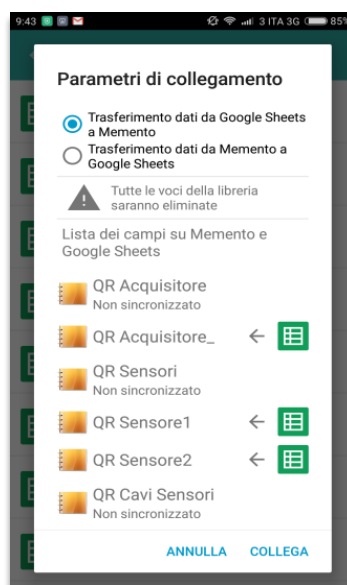 9:43 3 ITA 3G 85%
Parametri di collegamento
Trasferimento dati da Google Sheets
a Memento
Trasferimento dati da Memento a
Google Sheets
Tutte le voci della libreria
saranno eliminate
Lista dei campi su Memento e
Google Sheets
QR Acquisitore
Non sincronizzato
QR Acquisitore_
QR Sensori
Non sincronizzato
QR Sensore1
QR Sensore2
QR Cavi Sensori
Non sincronizzato
ANNULLA COLLEGA